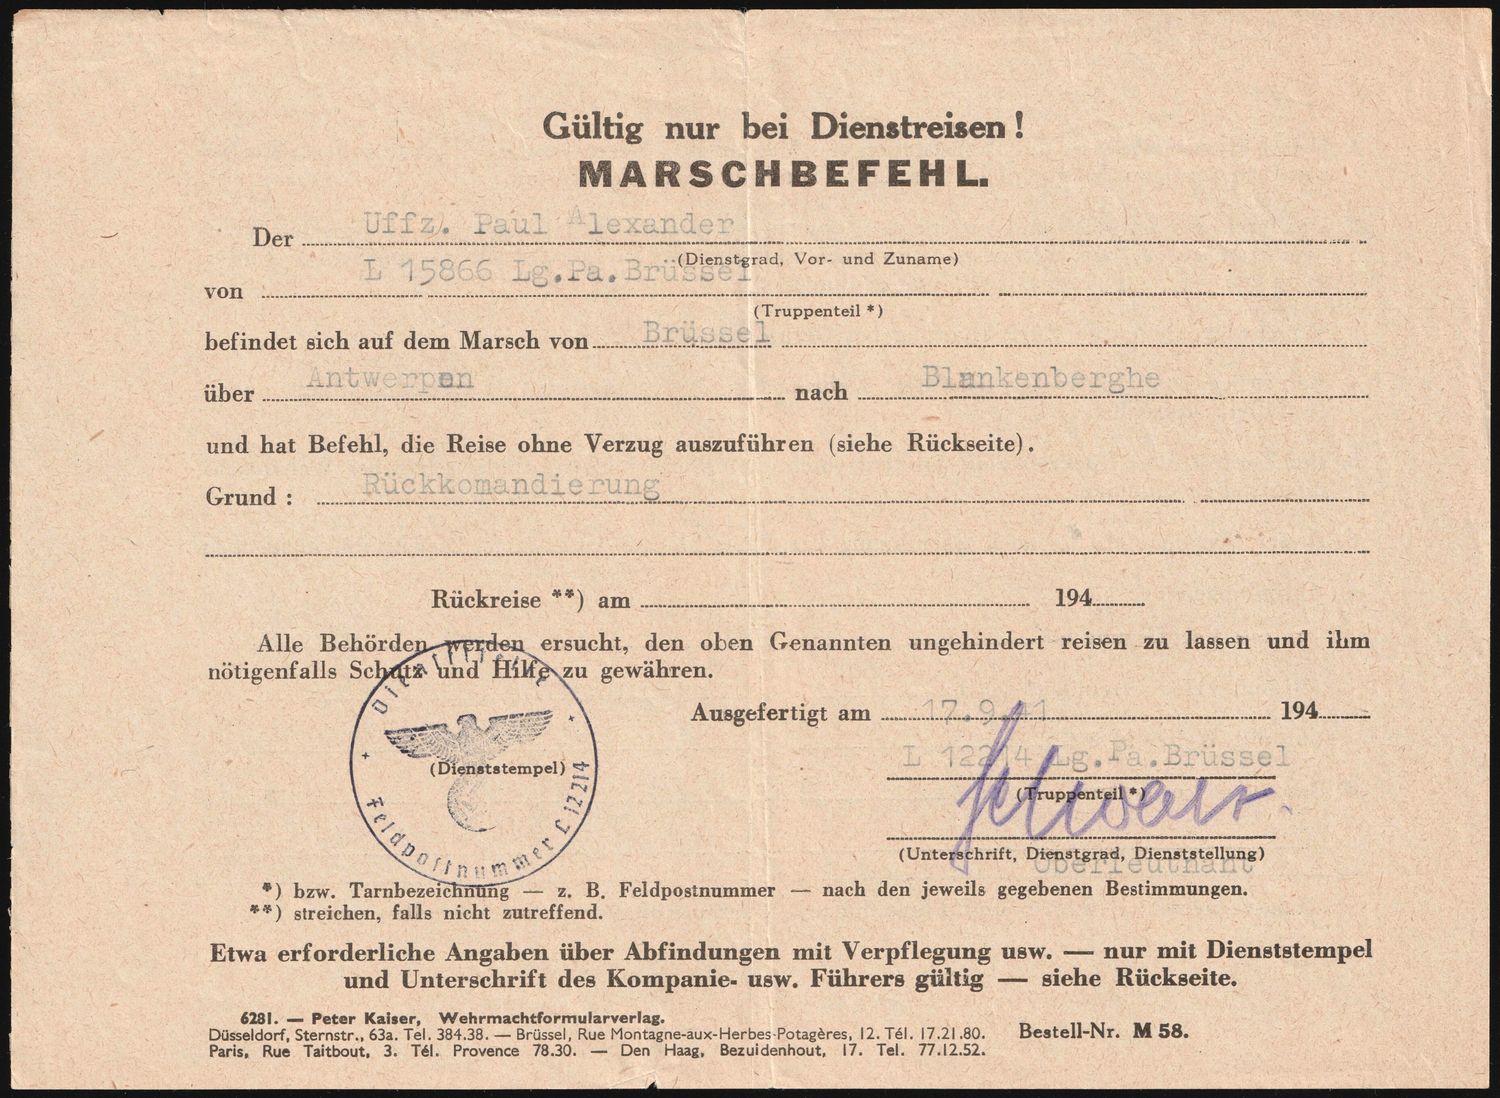 Gültig nur bei Dienstreisen!
MARSCHBEFEHL.
Der Uffz. Paul Alexander
(Dienstgrad, Vor- und Zuname)
von L 15866 Lg.Pa.Brüssel
(Truppenteil *)
befindet sich auf dem Marsch von Brüssel
über Antwerpen nach Blankenberghe
und hat Befehl, die Reise ohne Verzug auszuführen (siehe Rückseite).
Grund : Rückkomandierung
Rückreise **) am 194
Alle Behörden werden ersucht, den oben Genannten ungehindert reisen zu lassen und ihm
nötigenfalls Schutz und Hilfe zu gewähren.
Ausgefertigt am 17.9.41 194
L 12214 Lg.Pa.Brüssel
(Truppenteil *)
(Unterschrift, Dienstgrad, Dienststellung)
Oberleutnant
Dienststelle
(Dienststempel)
Feldpostnummer L 12214
*) bzw. Tarnbezeichnung — z. B. Feldpostnummer — nach den jeweils gegebenen Bestimmungen.
**) streichen, falls nicht zutreffend.
Etwa erforderliche Angaben über Abfindungen mit Verpflegung usw. — nur mit Dienststempel
und Unterschrift des Kompanie- usw. Führers gültig — siehe Rückseite.
6281. — Peter Kaiser, Wehrmachtformularverlag.
Düsseldorf, Sternstr., 63a. Tel. 384.38. — Brüssel, Rue Montagne-aux-Herbes-Potagères, 12. Tél. 17.21.80.
Paris, Rue Taitbout, 3. Tél. Provence 78.30. — Den Haag, Bezuidenhout, 17. Tel. 77.12.52.
Bestell-Nr. M 58.